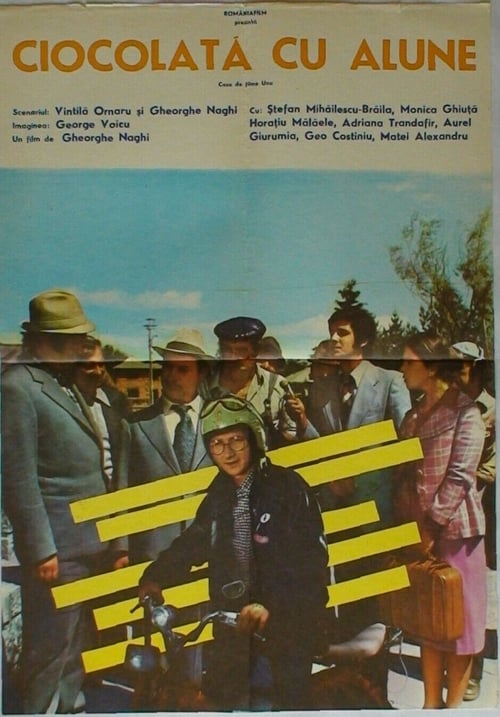 ROMÂNIAFILM
prezintă
CIOCOLATĂ CU ALUNE
Casa de filme Unu
Scenariul: Vintilă Ornaru și Gheorghe Naghi
Imaginea: George Voicu
Un film de Gheorghe Naghi
Cu: Ștefan Mihăilescu-Brăila, Monica Ghiuță
Horațiu Mălăele, Adriana Trandafir, Aurel
Giurumia, Geo Costiniu, Matei Alexandru